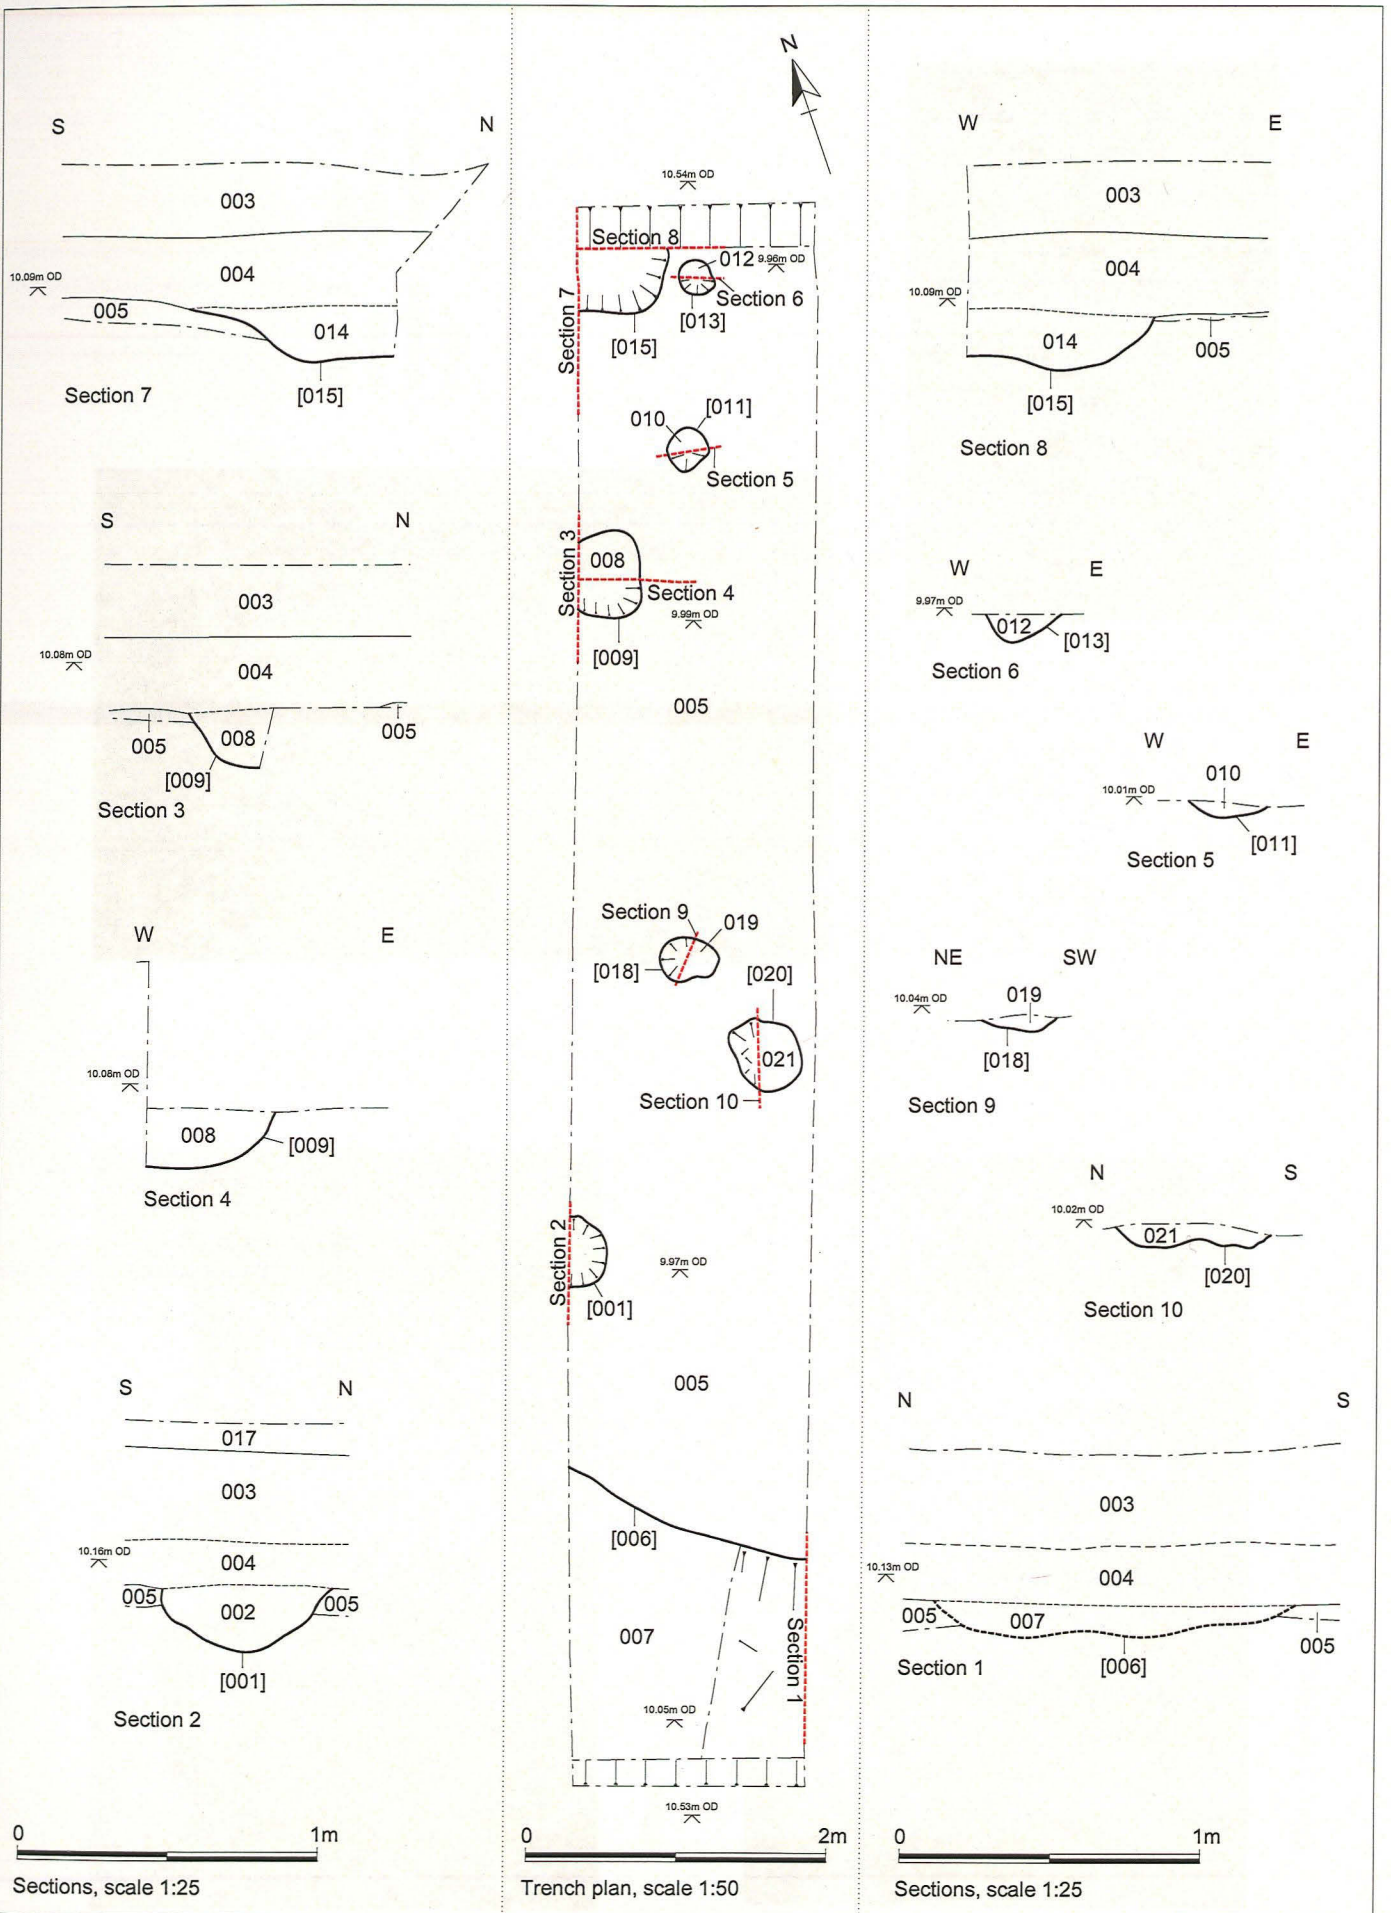 S N
003
10.09m OD
004
005
014
Section 7
[015]
S N
003
10.08m OD
004
005
008
005
[009]
Section 3
W E
10.08m OD
008
[009]
Section 4
S N
017
003
10.16m OD
004
005
002
005
[001]
Section 2
0 1m
Sections, scale 1:25
N
10.54m OD
Section 8
012
9.96m OD
Section 6
[013]
Section 7
[015]
010
[011]
Section 5
Section 3
008
Section 4
9.99m OD
[009]
005
Section 9
019
[018]
[020]
021
Section 10
Section 2
9.97m OD
[001]
005
[006]
007
Section 1
10.05m OD
10.53m OD
0 2m
Trench plan, scale 1:50
W E
003
004
10.09m OD
014
005
[015]
Section 8
W E
9.97m OD
012
[013]
Section 6
W E
010
10.01m OD
[011]
Section 5
NE SW
019
10.04m OD
[018]
Section 9
N S
10.02m OD
021
[020]
Section 10
N S
003
10.13m OD
004
005
007
005
Section 1
[006]
0 1m
Sections, scale 1:25